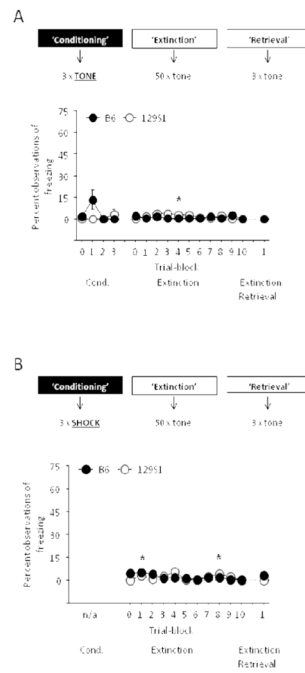 A
'Conditioning' 'Extinction' 'Retrieval'
3 x TONE 50 x tone 3 x tone
Percent observations of freezing
75
60
45
30
15
0
B6 129S1
*
0 1 2 3 0 1 2 3 4 5 6 7 8 9 10 1
Trial-block
Cond. Extinction Extinction Retrieval
B
'Conditioning' 'Extinction' 'Retrieval'
3 x SHOCK 50 x tone 3 x tone
Percent observations of freezing
75
60
45
30
15
0
B6 129S1
* *
n/a 0 1 2 3 4 5 6 7 8 9 10 1
Trial-block
Cond. Extinction Extinction Retrieval